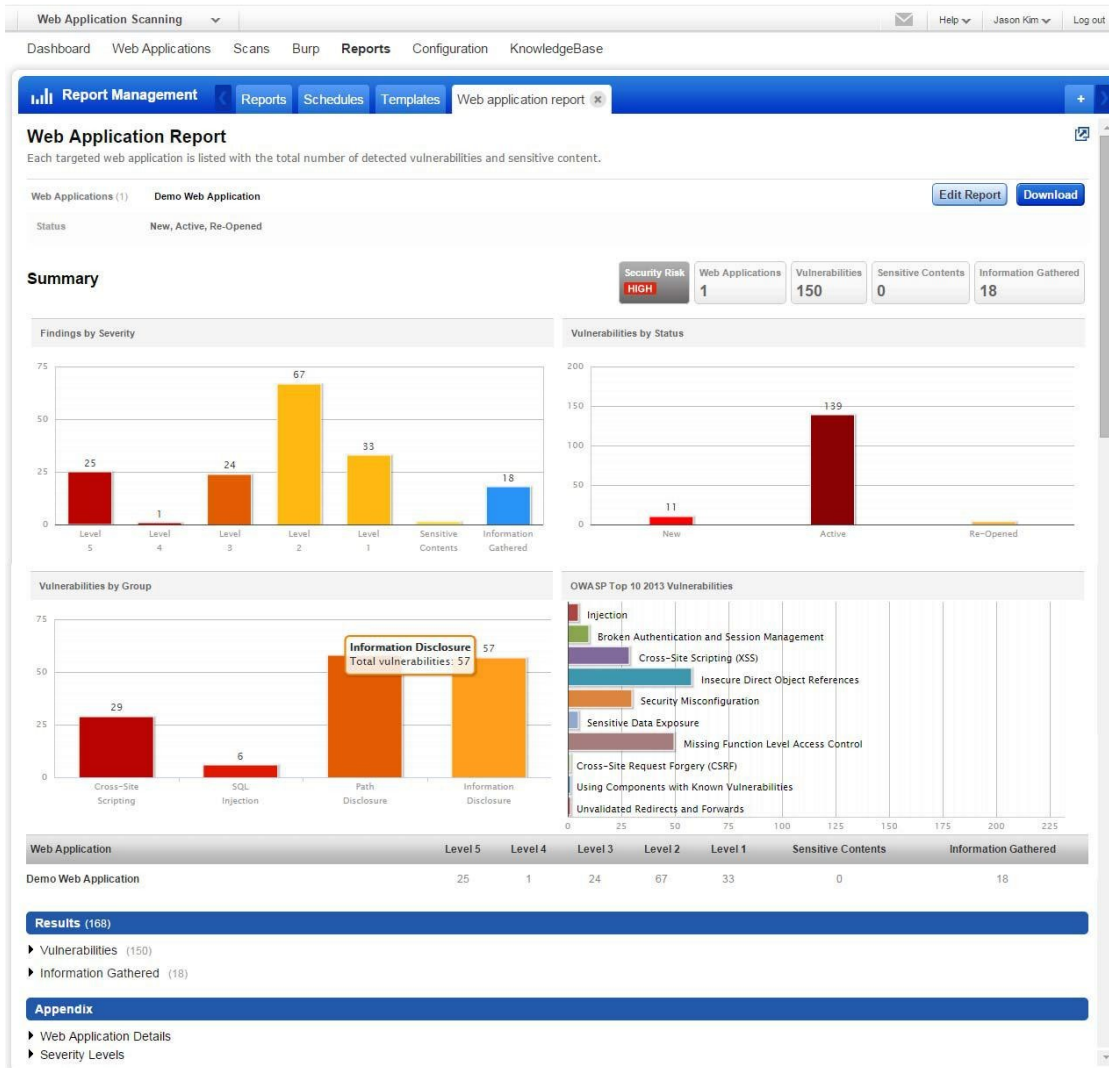 Web Application Scanning
Help
Jason Kim
Log out
Dashboard Web Applications Scans Burp Reports Configuration KnowledgeBase
Report Management
Reports Schedules Templates Web application report
+
Web Application Report
Each targeted web application is listed with the total number of detected vulnerabilities and sensitive content.
Web Applications (1) Demo Web Application
Edit Report Download
Status New, Active, Re-Opened
Summary
Security Risk
HIGH
Web Applications
1
Vulnerabilities
150
Sensitive Contents
0
Information Gathered
18
Findings by Severity
75
50
25
0
25
1
24
67
33
18
Level 5
Level 4
Level 3
Level 2
Level 1
Sensitive Contents
Information Gathered
Vulnerabilities by Status
200
150
100
50
0
11
139
New
Active
Re-Opened
Vulnerabilities by Group
75
50
25
0
29
6
57
Information Disclosure
Total vulnerabilities: 57
Cross-Site Scripting
SQL Injection
Path Disclosure
Information Disclosure
OWASP Top 10 2013 Vulnerabilities
Injection
Broken Authentication and Session Management
Cross-Site Scripting (XSS)
Insecure Direct Object References
Security Misconfiguration
Sensitive Data Exposure
Missing Function Level Access Control
Cross-Site Request Forgery (CSRF)
Using Components with Known Vulnerabilities
Unvalidated Redirects and Forwards
0 25 50 75 100 125 150 175 200 225
Web Application Level 5 Level 4 Level 3 Level 2 Level 1 Sensitive Contents Information Gathered
Demo Web Application 25 1 24 67 33 0 18
Results (168)
Vulnerabilities (150)
Information Gathered (18)
Appendix
Web Application Details
Severity Levels